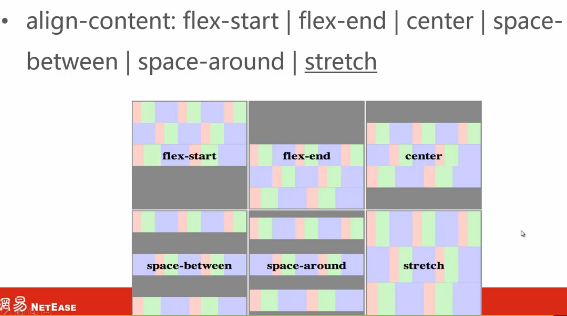 • align-content: flex-start | flex-end | center | space-
between | space-around | stretch
flex-start
flex-end
center
space-between
space-around
stretch
網易 NETEASE